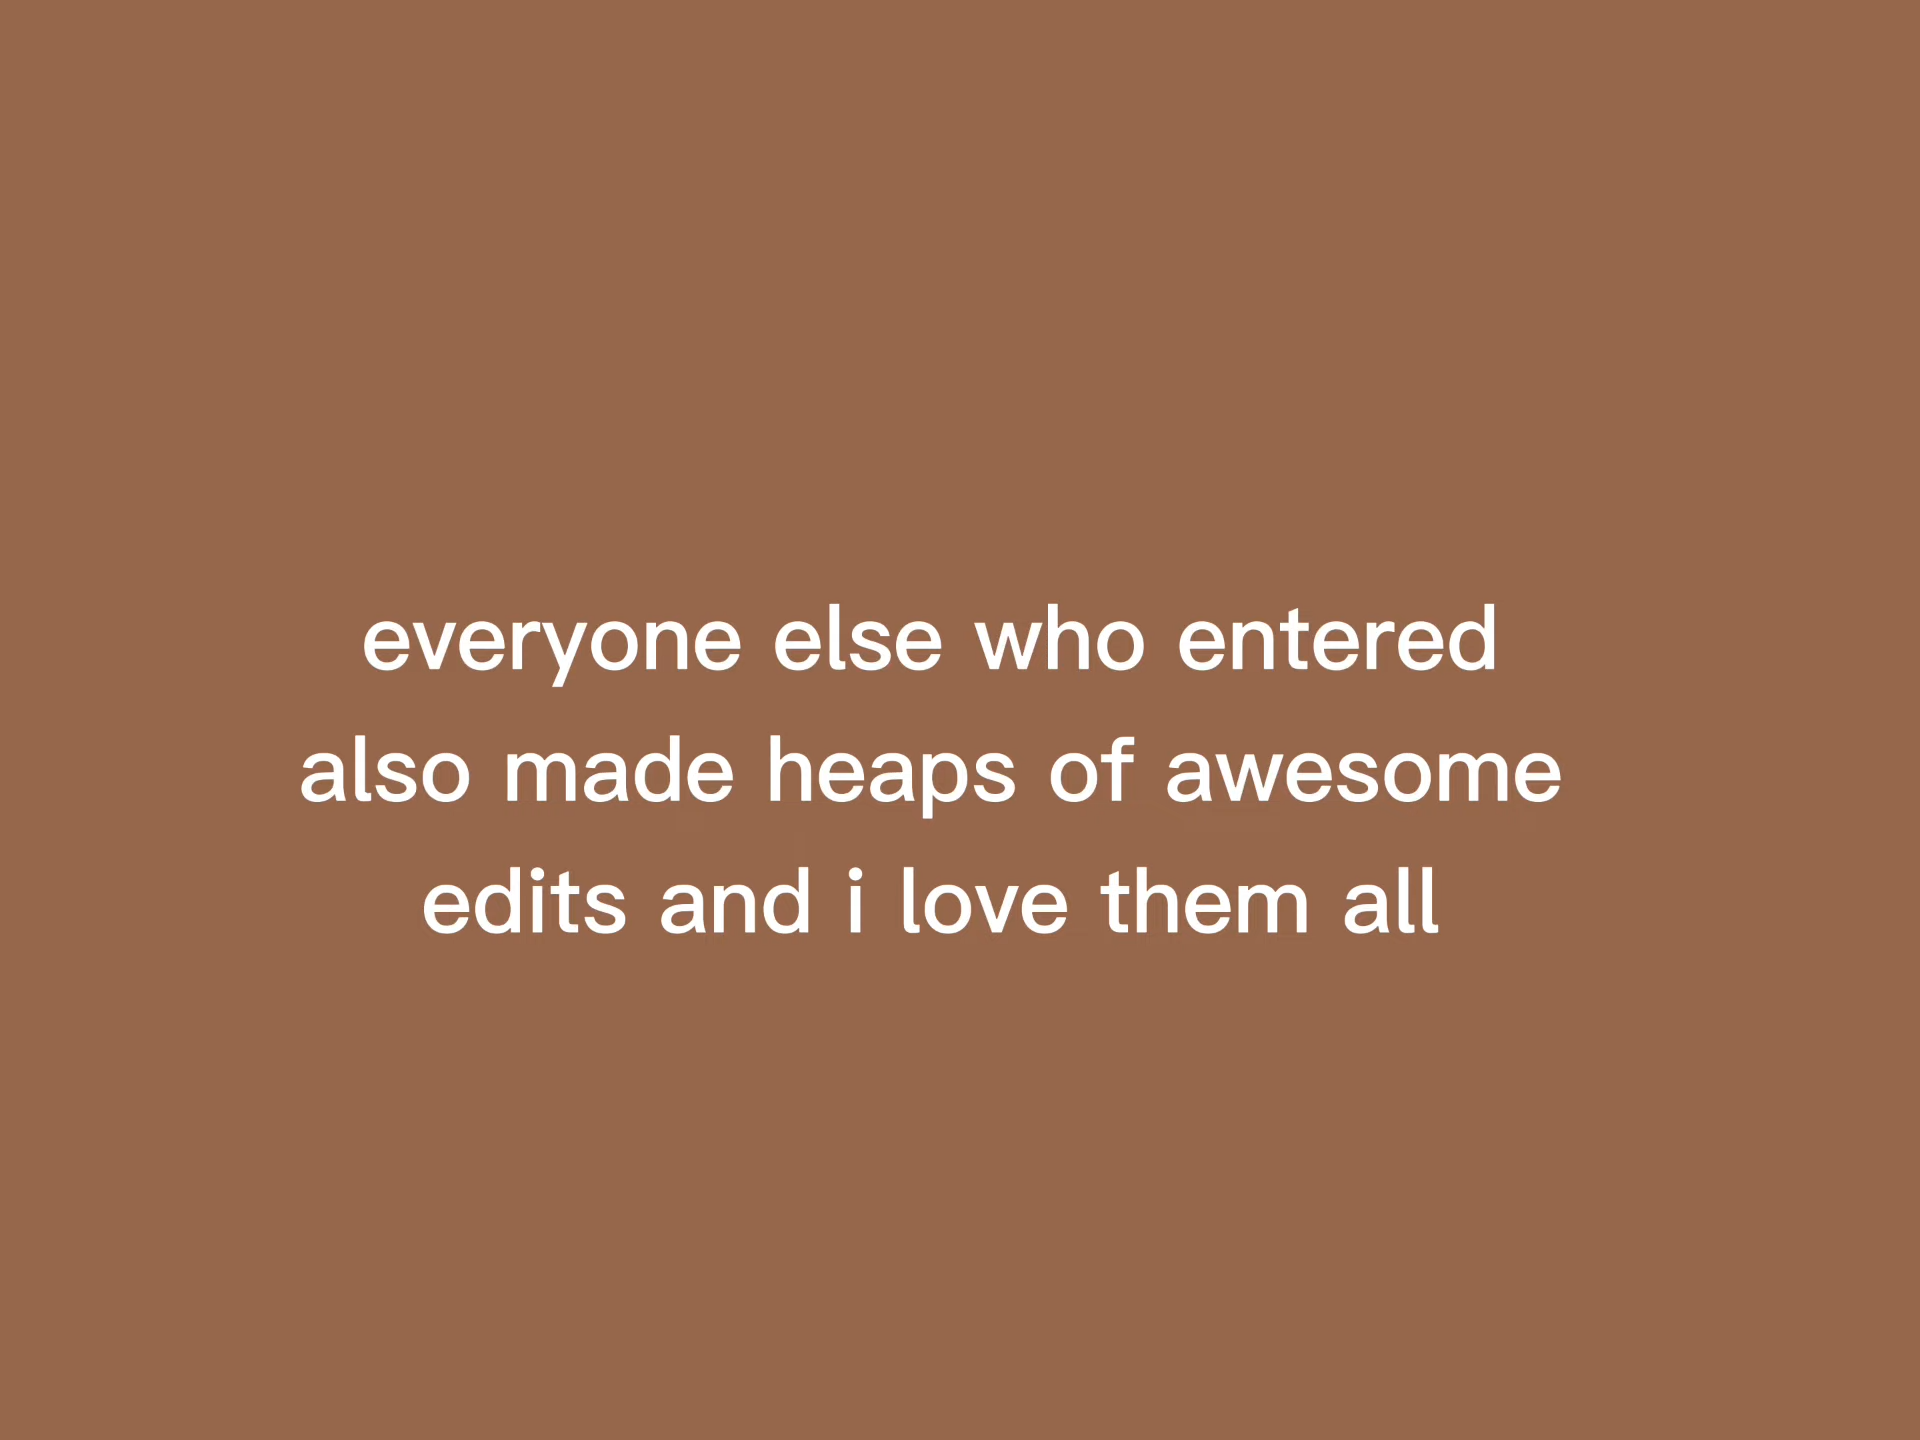 everyone else who entered
also made heaps of awesome
edits and i love them all